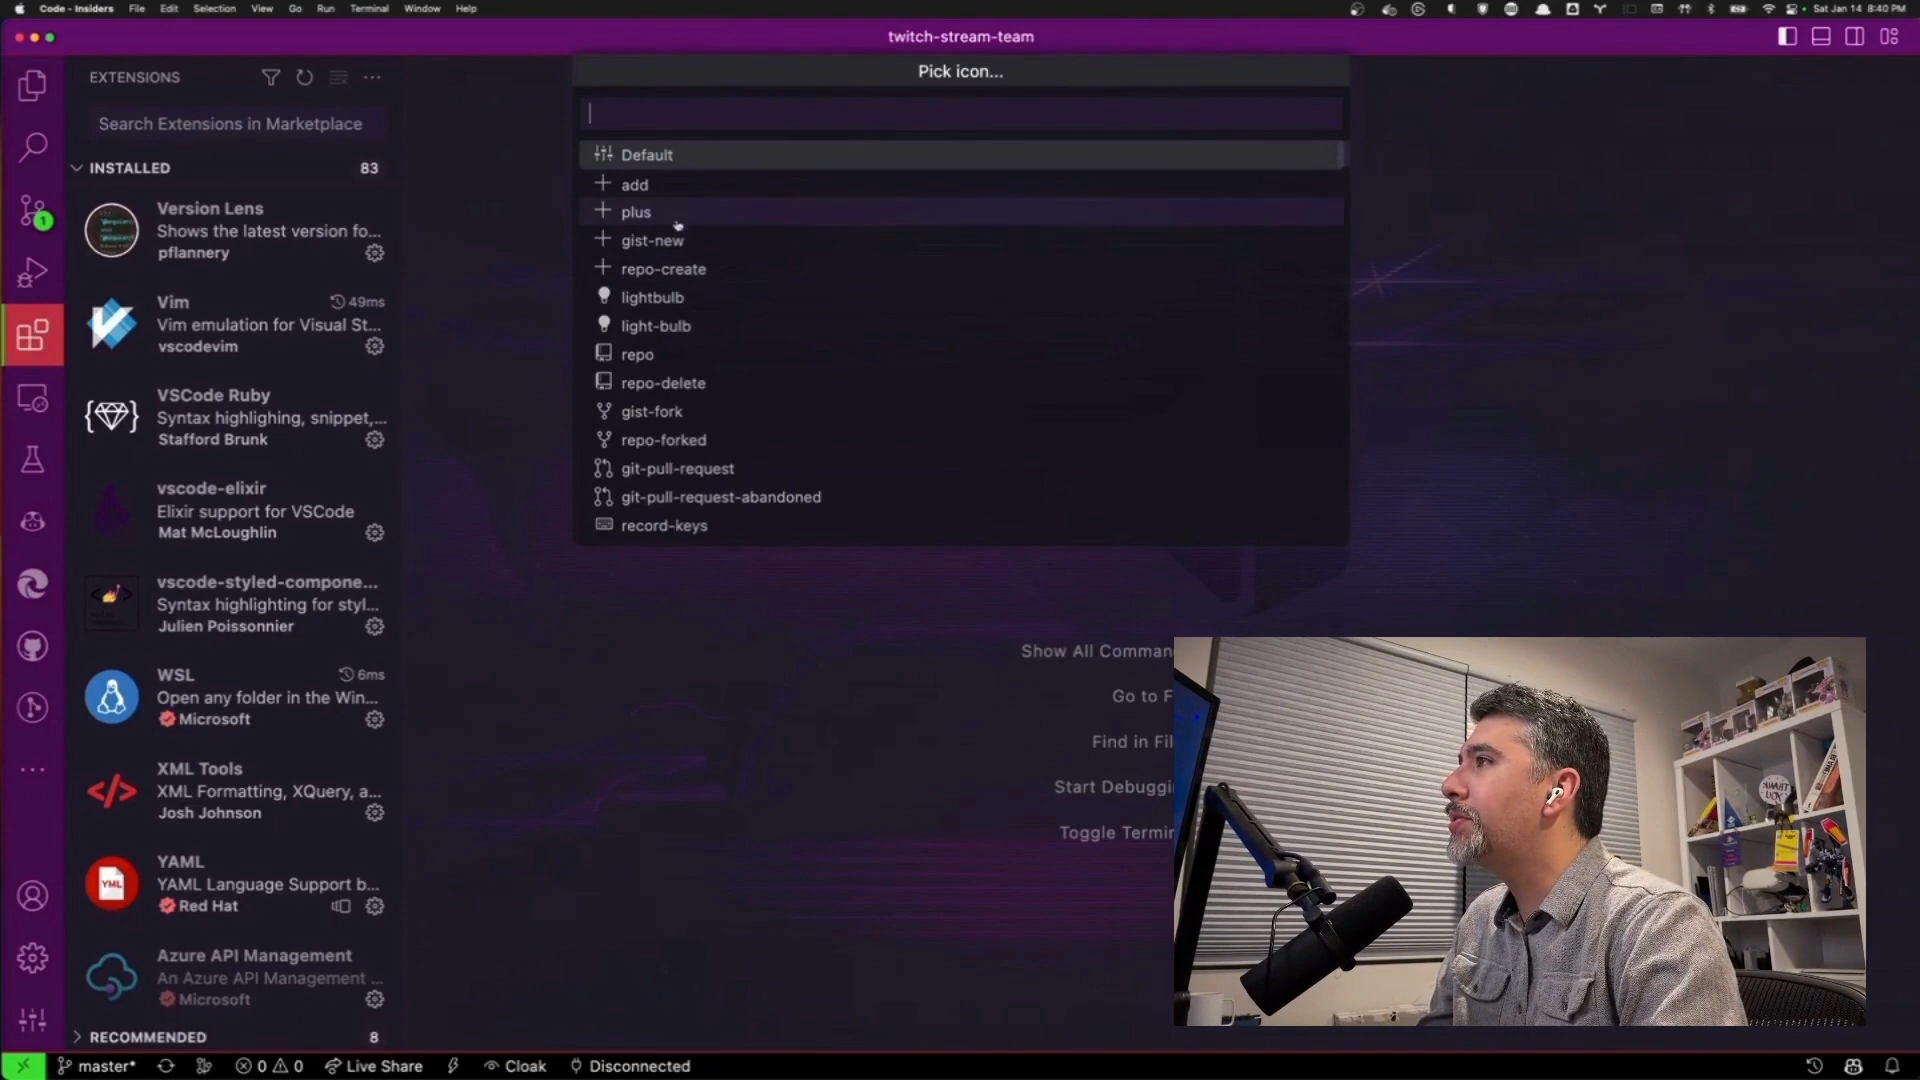 Code - Insiders File Edit Selection View Go Run Terminal Window Help
Sat Jan 14 8:40 PM
twitch-stream-team
EXTENSIONS
Search Extensions in Marketplace
INSTALLED 83
Version Lens
Shows the latest version fo...
pflannery
Vim 49ms
Vim emulation for Visual St...
vscodevim
VSCode Ruby
Syntax highlighing, snippet,...
Stafford Brunk
vscode-elixir
Elixir support for VSCode
Mat McLoughlin
vscode-styled-compone...
Syntax highlighting for styl...
Julien Poissonnier
WSL 6ms
Open any folder in the Win...
Microsoft
XML Tools
XML Formatting, XQuery, a...
Josh Johnson
YML
YAML
YAML Language Support b...
Red Hat
Azure API Management
An Azure API Management ...
Microsoft
RECOMMENDED 8
1
Pick icon...
Default
add
plus
gist-new
repo-create
lightbulb
light-bulb
repo
repo-delete
gist-fork
repo-forked
git-pull-request
git-pull-request-abandoned
record-keys
Show All Comman
Go to F
Find in Fil
Start Debuggi
Toggle Termin
THANK
YOU
master* 0 0 Live Share Cloak Disconnected